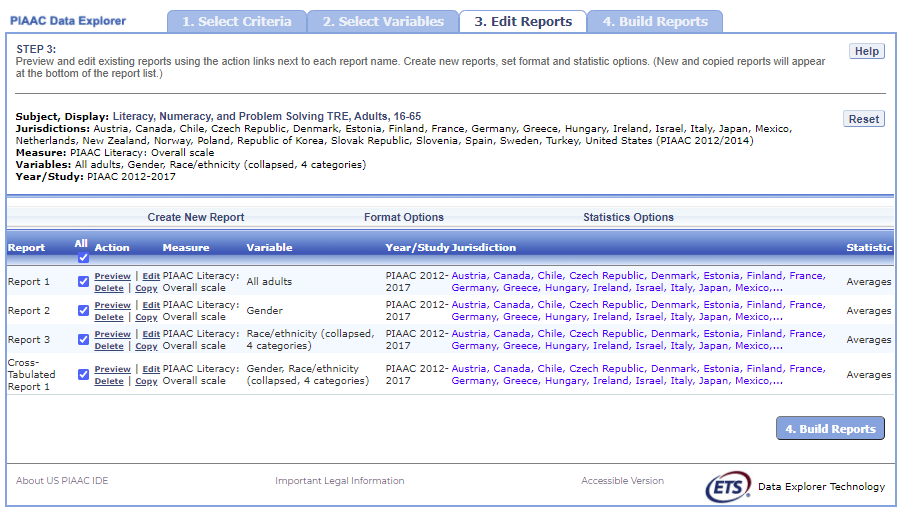 PIAAC Data Explorer
1. Select Criteria
2. Select Variables
3. Edit Reports
4. Build Reports
STEP 3:
Help
Preview and edit existing reports using the action links next to each report name. Create new reports, set format and statistic options. (New and copied reports will appear
at the bottom of the report list.)
Subject, Display: Literacy, Numeracy, and Problem Solving TRE, Adults, 16-65
Reset
Jurisdictions: Austria, Canada, Chile, Czech Republic, Denmark, Estonia, Finland, France, Germany, Greece, Hungary, Ireland, Israel, Italy, Japan, Mexico,
Netherlands, New Zealand, Norway, Poland, Republic of Korea, Slovak Republic, Slovenia, Spain, Sweden, Turkey, United States (PIAAC 2012/2014)
Measure: PIAAC Literacy: Overall scale
Variables: All adults, Gender, Race/ethnicity (collapsed, 4 categories)
Year/Study: PIAAC 2012-2017
Create New Report
Format Options
Statistics Options
Report All Action Measure Variable Year/Study Jurisdiction Statistic
Report 1
Preview | Edit
Delete | Copy
PIAAC Literacy:
Overall scale
All adults
PIAAC 2012-
2017
Austria, Canada, Chile, Czech Republic, Denmark, Estonia, Finland, France,
Germany, Greece, Hungary, Ireland, Israel, Italy, Japan, Mexico,...
Averages
Report 2
Preview | Edit
Delete | Copy
PIAAC Literacy:
Overall scale
Gender
PIAAC 2012-
2017
Austria, Canada, Chile, Czech Republic, Denmark, Estonia, Finland, France,
Germany, Greece, Hungary, Ireland, Israel, Italy, Japan, Mexico,...
Averages
Report 3
Preview | Edit
Delete | Copy
PIAAC Literacy:
Overall scale
Race/ethnicity (collapsed,
4 categories)
PIAAC 2012-
2017
Austria, Canada, Chile, Czech Republic, Denmark, Estonia, Finland, France,
Germany, Greece, Hungary, Ireland, Israel, Italy, Japan, Mexico,...
Averages
Cross-
Tabulated
Report 1
Preview | Edit
Delete | Copy
PIAAC Literacy:
Overall scale
Gender, Race/ethnicity
(collapsed, 4 categories)
PIAAC 2012-
2017
Austria, Canada, Chile, Czech Republic, Denmark, Estonia, Finland, France,
Germany, Greece, Hungary, Ireland, Israel, Italy, Japan, Mexico,...
Averages
4. Build Reports
About US PIAAC IDE
Important Legal Information
Accessible Version
ETS®
Data Explorer Technology